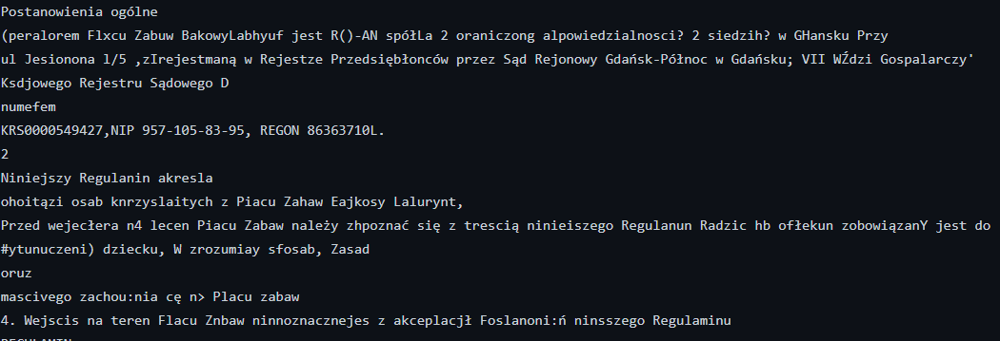 Postanowienia ogólne
(peralorem Flxcu Zabuw BakowyLabhyuf jest R()-AN spółLa 2 oraniczong alpowiedzialnosci? 2 siedzih? w GHansku Przy
ul Jesionona l/5 ,zIrejestmaną w Rejestze Przedsiębłonców przez Sąd Rejonowy Gdańsk-Północ w Gdańsku; VII WŹdzi Gospalarczy'
Ksdjowego Rejestru Sądowego D
numefem
KRS0000549427,NIP 957-105-83-95, REGON 86363710L.
2
Niniejszy Regulanin akresla
ohoitązi osab knrzyslaitych z Piacu Zahaw Eajkosy Lalurynt,
Przed wejecłera n4 lecen Piacu Zabaw należy zhpoznać się z trescią ninieiszego Regulanun Radzic hb ofłekun zobowiązanY jest do
#ytunuczeni) dziecku, W zrozumiay sfosab, Zasad
oruz
mascivego zachou:nia cę n> Placu zabaw
4. Wejscis na teren Flacu Znbaw ninnoznacznejes z akceplacjł Foslanoni:ń ninsszego Regulaminu